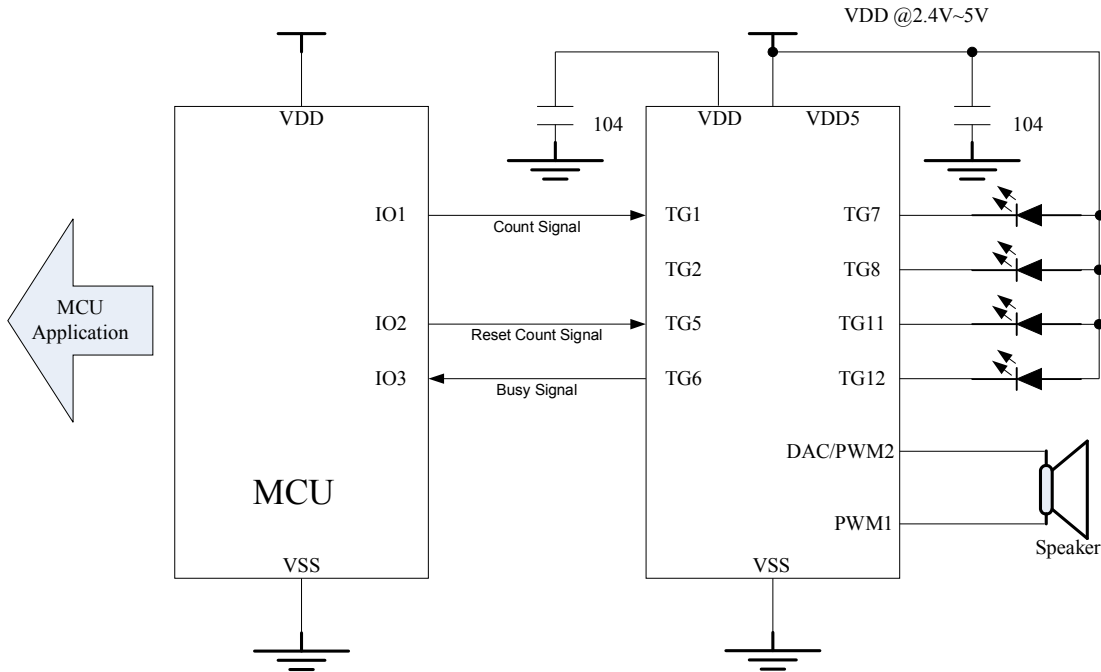 VDD @2.4V~5V
VDD
104
VDD
VDD5
104
IO1
Count Signal
TG1
TG7
TG2
TG8
MCU
Application
IO2
Reset Count Signal
TG5
TG11
IO3
Busy Signal
TG6
TG12
DAC/PWM2
MCU
PWM1
Speaker
VSS
VSS